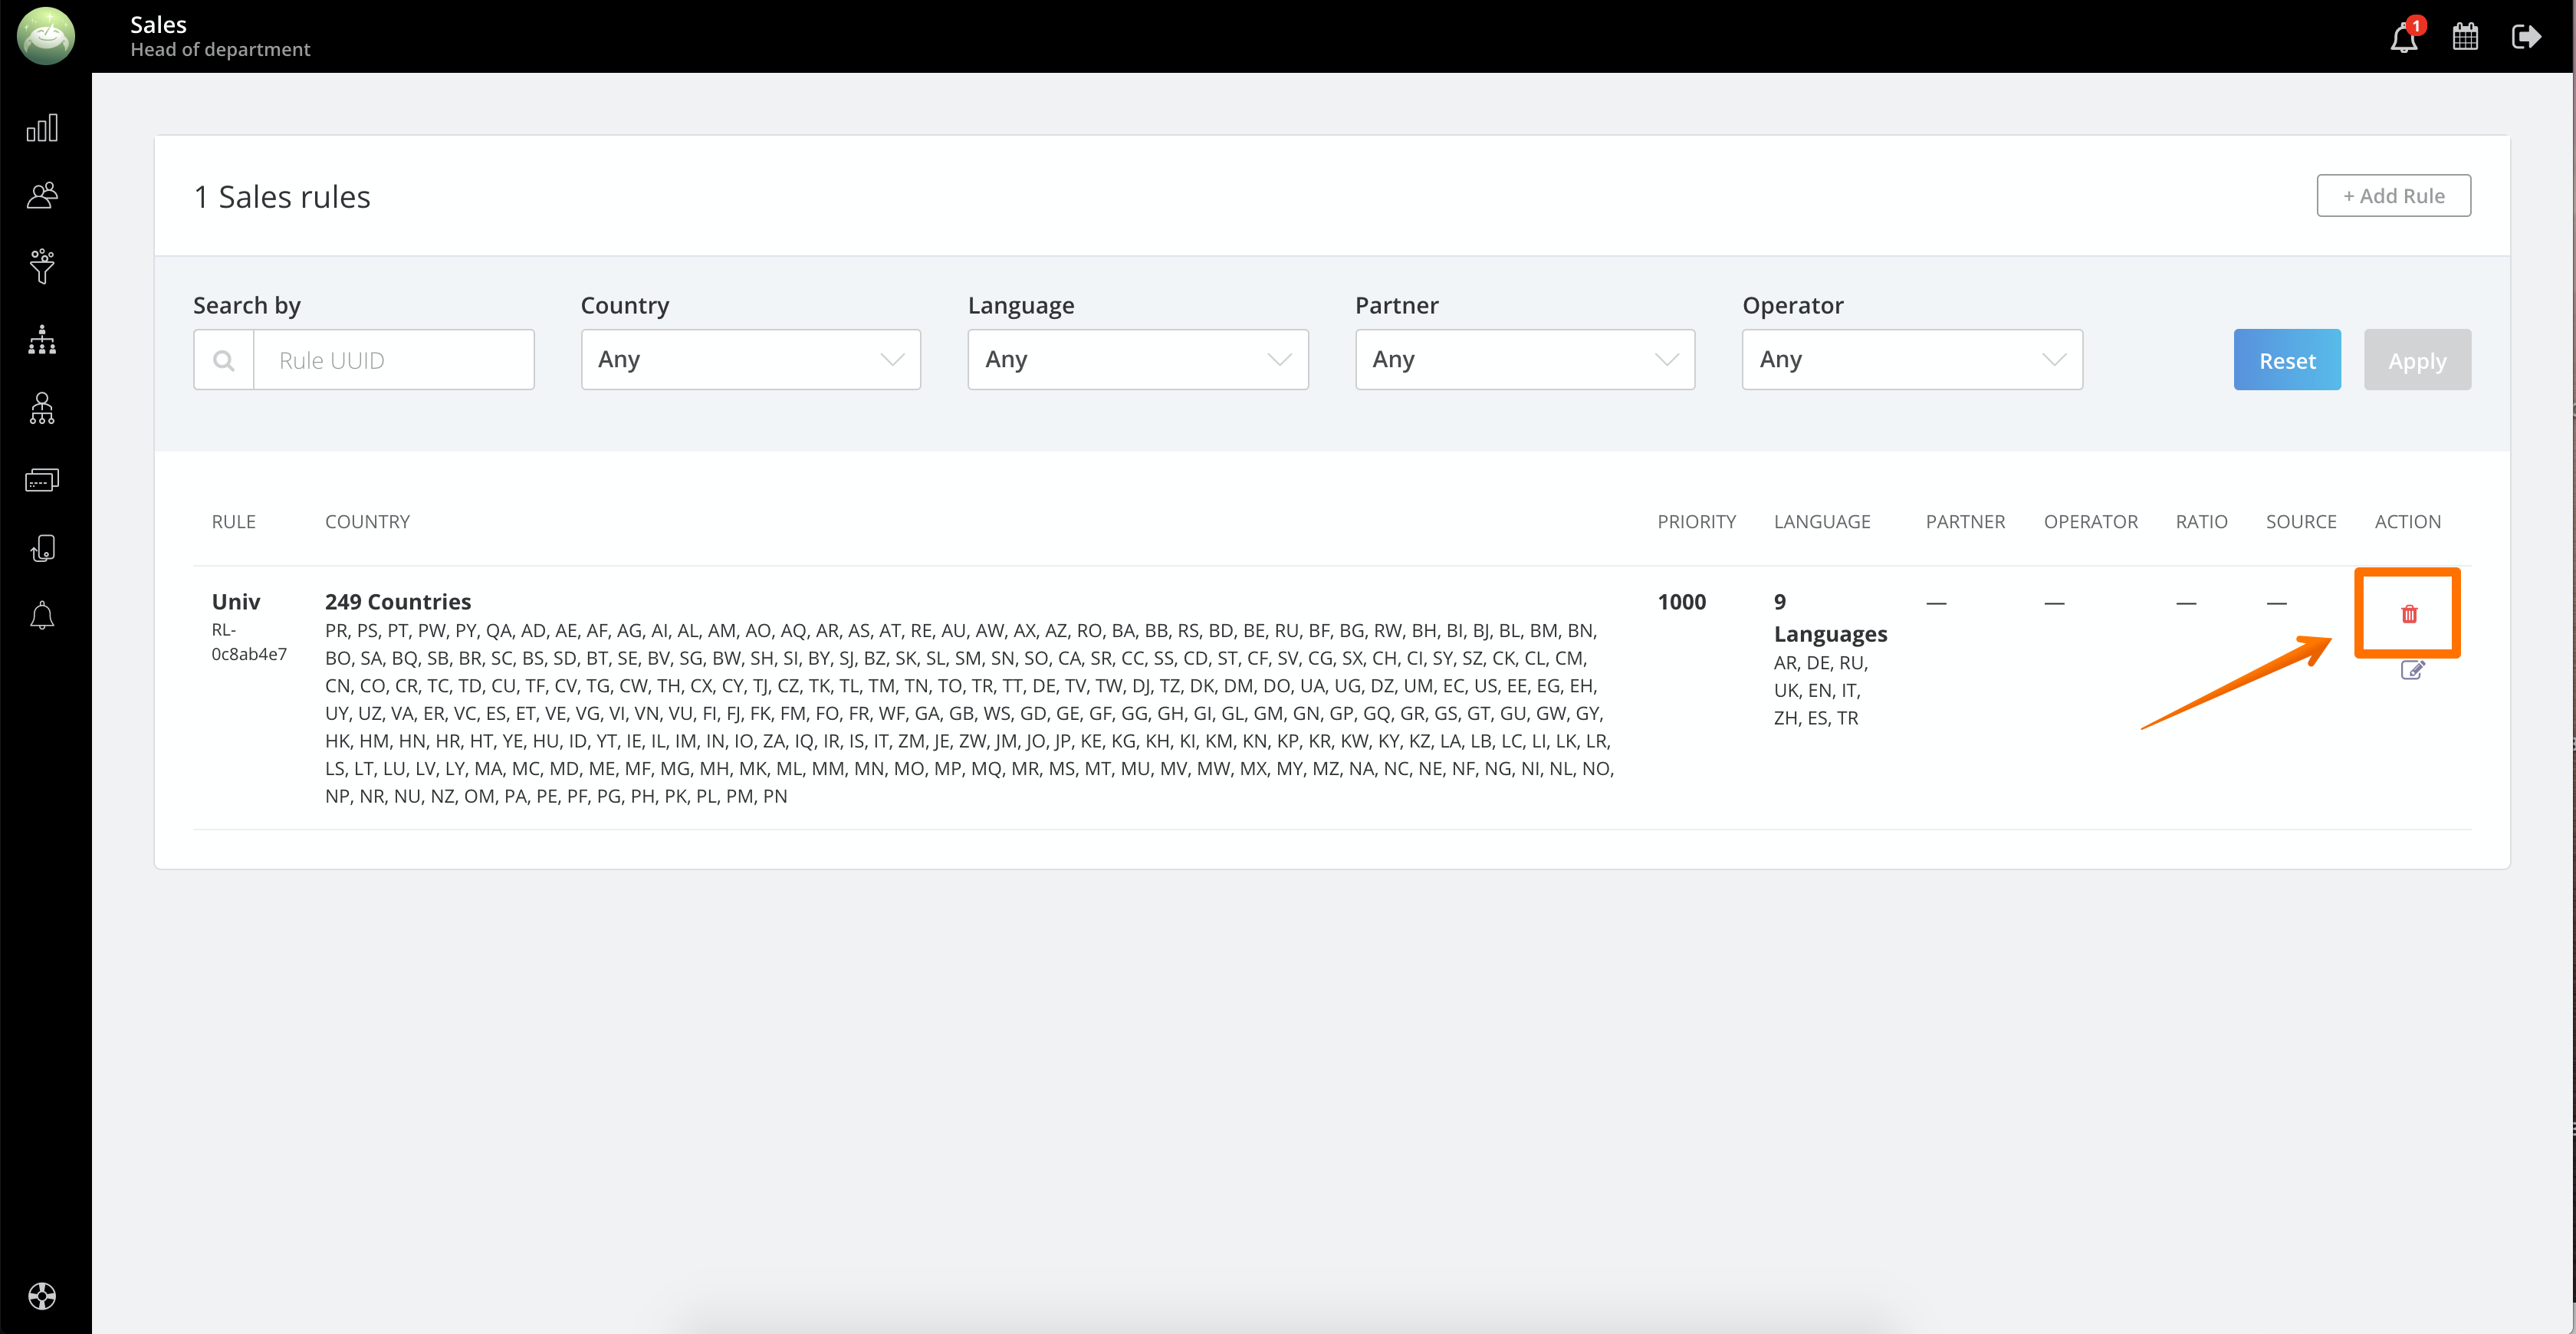 Sales
Head of department
1
1 Sales rules
+ Add Rule
Search by
Country
Language
Partner
Operator
Rule UUID
Any
Any
Any
Any
Reset
Apply
RULE
COUNTRY
PRIORITY
LANGUAGE
PARTNER
OPERATOR
RATIO
SOURCE
ACTION
Univ
RL-
0c8ab4e7
249 Countries
PR, PS, PT, PW, PY, QA, AD, AE, AF, AG, AI, AL, AM, AO, AQ, AR, AS, AT, RE, AU, AW, AX, AZ, RO, BA, BB, RS, BD, BE, RU, BF, BG, RW, BH, BI, BJ, BL, BM, BN,
BO, SA, BQ, SB, BR, SC, BS, SD, BT, SE, BV, SG, BW, SH, SI, BY, SJ, BZ, SK, SL, SM, SN, SO, CA, SR, CC, SS, CD, ST, CF, SV, CG, SX, CH, CI, SY, SZ, CK, CL, CM,
CN, CO, CR, TC, TD, CU, TF, CV, TG, CW, TH, CX, CY, TJ, CZ, TK, TL, TM, TN, TO, TR, TT, DE, TV, TW, DJ, TZ, DK, DM, DO, UA, UG, DZ, UM, EC, US, EE, EG, EH,
UY, UZ, VA, ER, VC, ES, ET, VE, VG, VI, VN, VU, FI, FJ, FK, FM, FO, FR, WF, GA, GB, WS, GD, GE, GF, GG, GH, GI, GL, GM, GN, GP, GQ, GR, GS, GT, GU, GW, GY,
HK, HM, HN, HR, HT, YE, HU, ID, YT, IE, IL, IM, IN, IO, ZA, IQ, IR, IS, IT, ZM, JE, ZW, JM, JO, JP, KE, KG, KH, KI, KM, KN, KP, KR, KW, KY, KZ, LA, LB, LC, LI, LK, LR,
LS, LT, LU, LV, LY, MA, MC, MD, ME, MF, MG, MH, MK, ML, MM, MN, MO, MP, MQ, MR, MS, MT, MU, MV, MW, MX, MY, MZ, NA, NC, NE, NF, NG, NI, NL, NO,
NP, NR, NU, NZ, OM, PA, PE, PF, PG, PH, PK, PL, PM, PN
1000
9
Languages
AR, DE, RU,
UK, EN, IT,
ZH, ES, TR
—
—
—
—